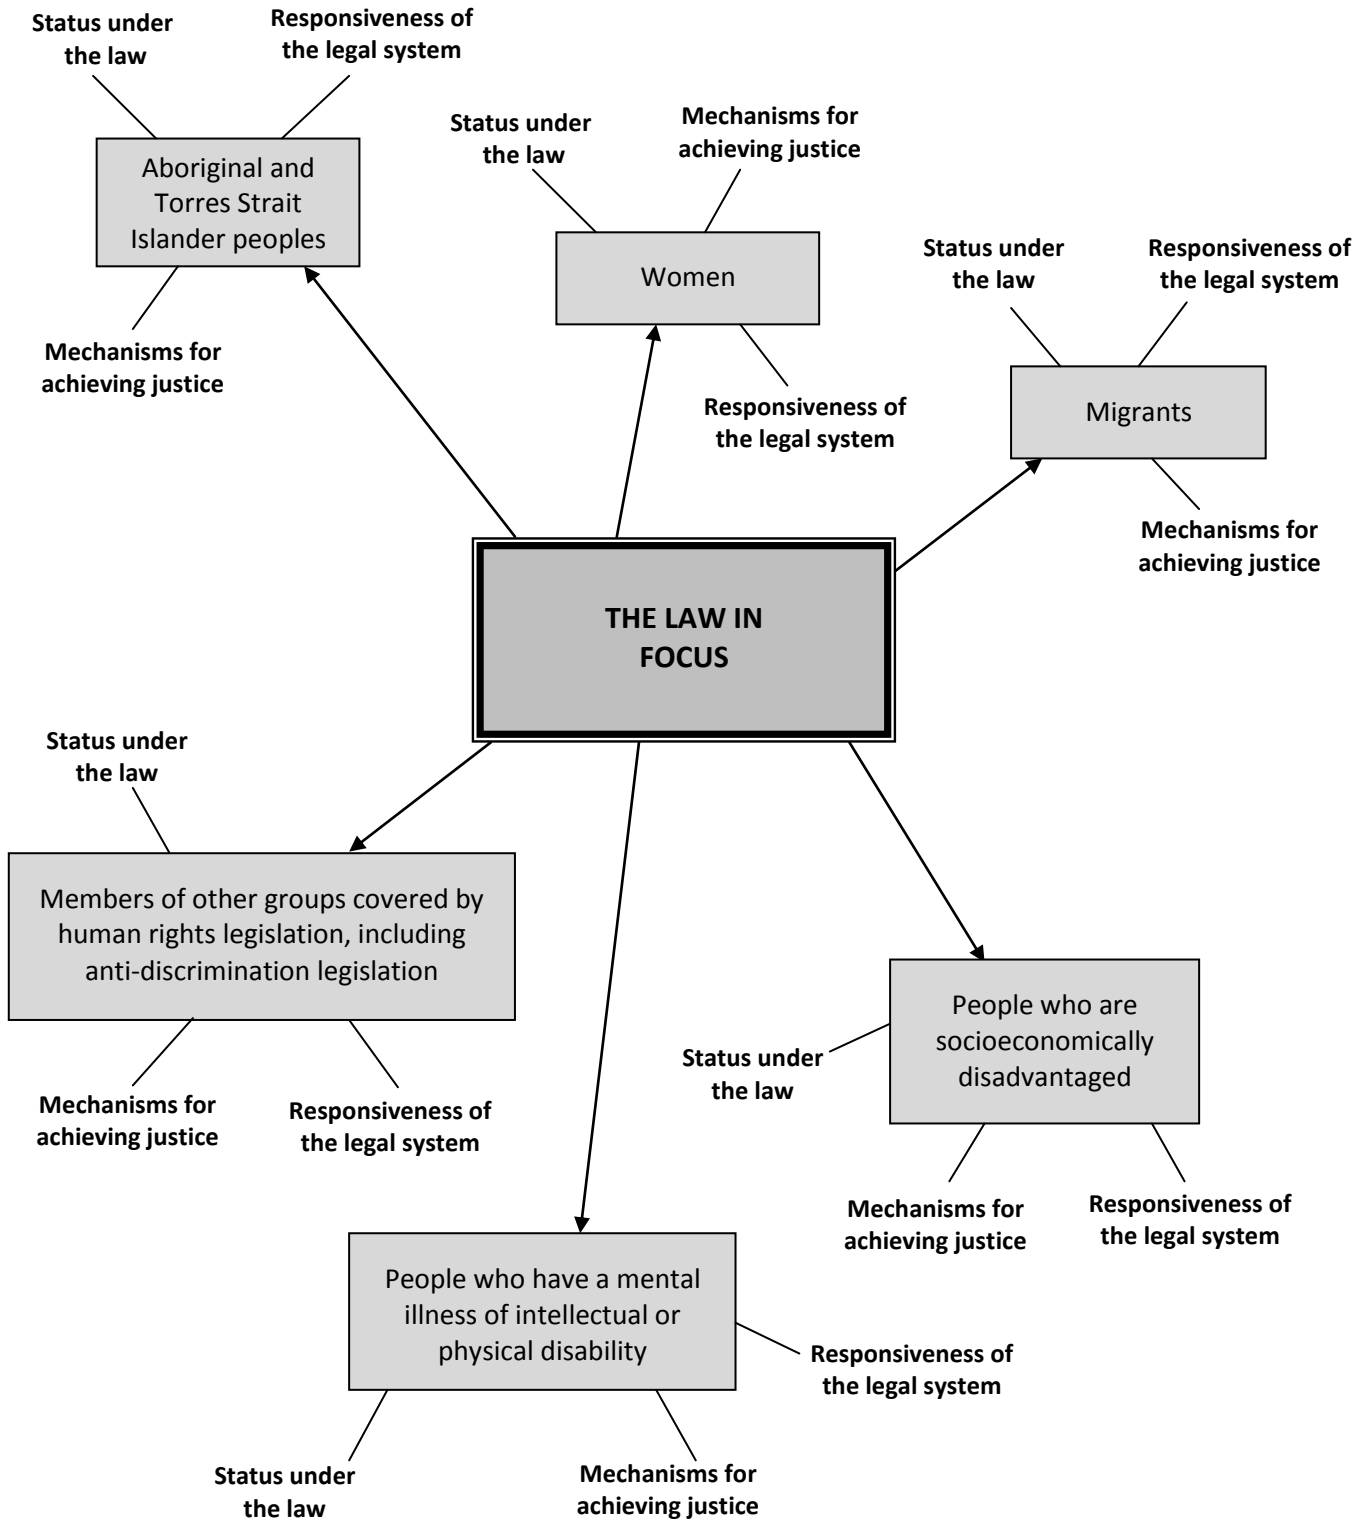 Status under
the law
Responsiveness of
the legal system
Aboriginal and
Torres Strait
Islander peoples
Mechanisms for
achieving justice
Status under
the law
Mechanisms for
achieving justice
Women
Responsiveness of
the legal system
Status under
the law
Responsiveness of
the legal system
Migrants
Mechanisms for
achieving justice
THE LAW IN
FOCUS
Status under
the law
Members of other groups covered by
human rights legislation, including
anti-discrimination legislation
Mechanisms for
achieving justice
Responsiveness of
the legal system
People who are
socioeconomically
disadvantaged
Status under
the law
Mechanisms for
achieving justice
Responsiveness of
the legal system
People who have a mental
illness of intellectual or
physical disability
Responsiveness of
the legal system
Status under
the law
Mechanisms for
achieving justice